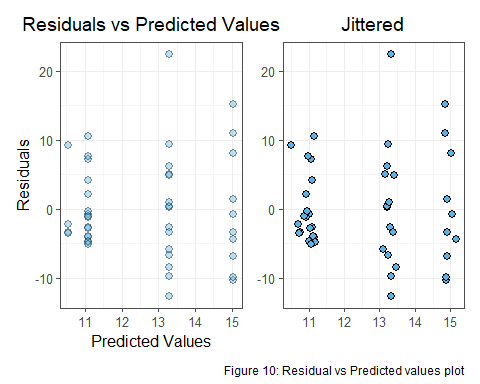 Residuals vs Predicted Values
Jittered
Residuals
20
10
0
-10
11 12 13 14 15
Predicted Values
20
10
0
-10
11 12 13 14 15
Figure 10: Residual vs Predicted values plot